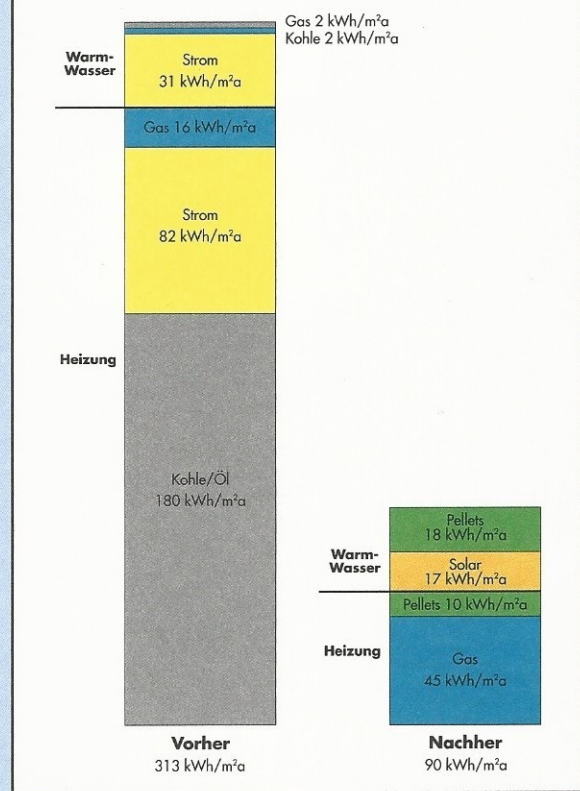 Gas 2 kWh/m²a
Kohle 2 kWh/m²a
Warm-
Wasser
Strom
31 kWh/m²a
Gas 16 kWh/m²a
Strom
82 kWh/m²a
Heizung
Kohle/Öl
180 kWh/m²a
Vorher
313 kWh/m²a
Pellets
18 kWh/m²a
Warm-
Wasser
Solar
17 kWh/m²a
Pellets 10 kWh/m²a
Heizung
Gas
45 kWh/m²a
Nachher
90 kWh/m²a